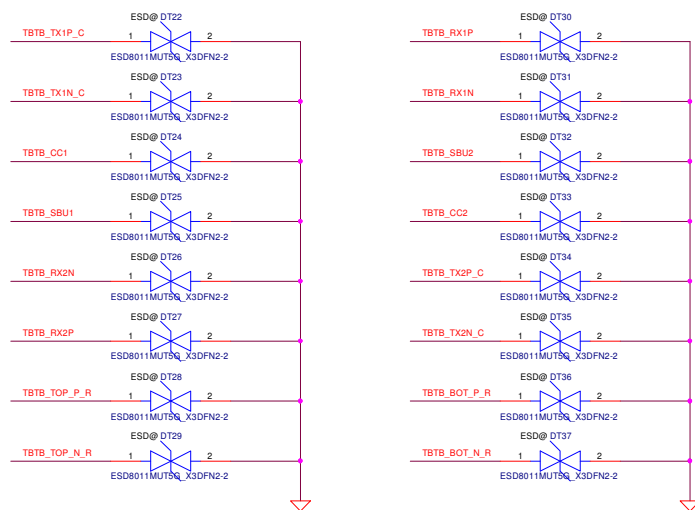 ESD@ DT22
TBTB_TX1P_C
1
2
ESD8011MUT5G_X3DFN2-2
ESD@ DT23
TBTB_TX1N_C
1
2
ESD8011MUT5G_X3DFN2-2
ESD@ DT24
TBTB_CC1
1
2
ESD8011MUT5G_X3DFN2-2
ESD@ DT25
TBTB_SBU1
1
2
ESD8011MUT5G_X3DFN2-2
ESD@ DT26
TBTB_RX2N
1
2
ESD8011MUT5G_X3DFN2-2
ESD@ DT27
TBTB_RX2P
1
2
ESD8011MUT5G_X3DFN2-2
ESD@ DT28
TBTB_TOP_P_R
1
2
ESD8011MUT5G_X3DFN2-2
ESD@ DT29
TBTB_TOP_N_R
1
2
ESD8011MUT5G_X3DFN2-2
ESD@ DT30
TBTB_RX1P
1
2
ESD8011MUT5G_X3DFN2-2
ESD@ DT31
TBTB_RX1N
1
2
ESD8011MUT5G_X3DFN2-2
ESD@ DT32
TBTB_SBU2
1
2
ESD8011MUT5G_X3DFN2-2
ESD@ DT33
TBTB_CC2
1
2
ESD8011MUT5G_X3DFN2-2
ESD@ DT34
TBTB_TX2P_C
1
2
ESD8011MUT5G_X3DFN2-2
ESD@ DT35
TBTB_TX2N_C
1
2
ESD8011MUT5G_X3DFN2-2
ESD@ DT36
TBTB_BOT_P_R
1
2
ESD8011MUT5G_X3DFN2-2
ESD@ DT37
TBTB_BOT_N_R
1
2
ESD8011MUT5G_X3DFN2-2